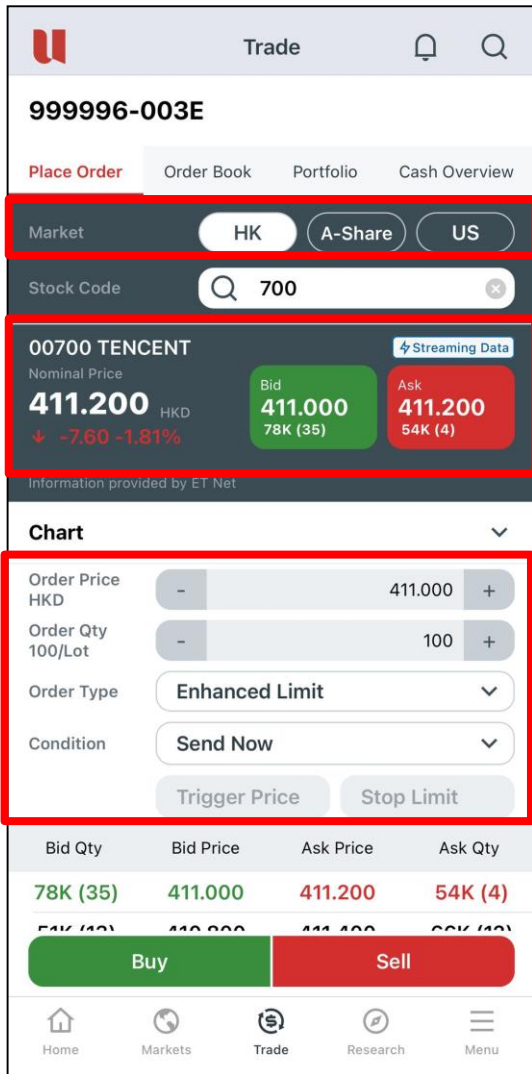 Trade
999996-003E
Place Order Order Book Portfolio Cash Overview
Market HK A-Share US
Stock Code 700
00700 TENCENT Streaming Data
Nominal Price
411.200 HKD
-7.60 -1.81%
Bid
411.000
78K (35)
Ask
411.200
54K (4)
Information provided by ET Net
Chart
Order Price
HKD
- 411.000 +
Order Qty
100/Lot
- 100 +
Order Type Enhanced Limit
Condition Send Now
Trigger Price Stop Limit
Bid Qty Bid Price Ask Price Ask Qty
78K (35) 411.000 411.200 54K (4)
Buy Sell
Home Markets Trade Research Menu